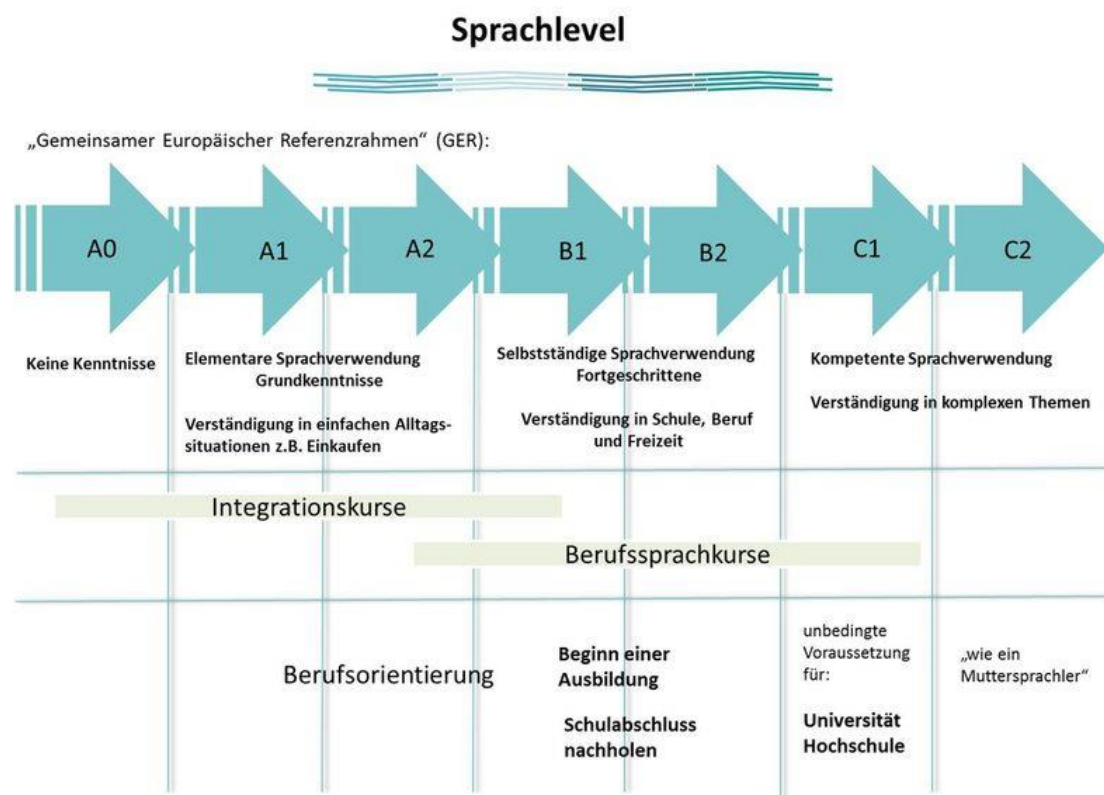 Sprachlevel
„Gemeinsamer Europäischer Referenzrahmen“ (GER):
A0
A1
A2
B1
B2
C1
C2
Keine Kenntnisse
Elementare Sprachverwendung
Grundkenntnisse
Verständigung in einfachen Alltags-
situationen z.B. Einkaufen
Selbstständige Sprachverwendung
Fortgeschrittene
Verständigung in Schule, Beruf
und Freizeit
Kompetente Sprachverwendung
Verständigung in komplexen Themen
Integrationskurse
Berufssprachkurse
Berufsorientierung
Beginn einer
Ausbildung
Schulabschluss
nachholen
unbedingte
Voraussetzung
für:
Universität
Hochschule
„wie ein
Muttersprachler“